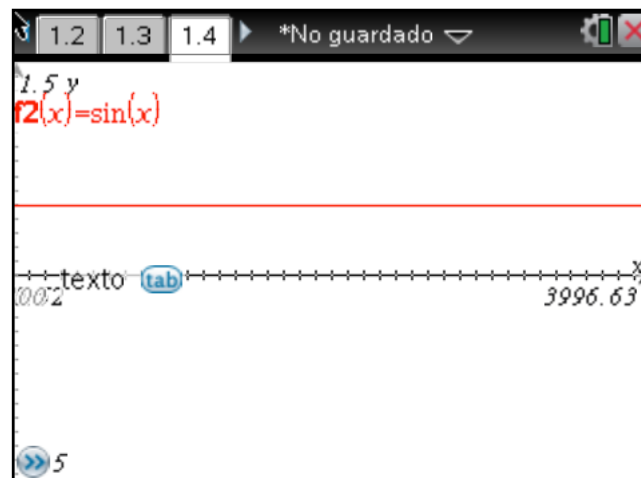 1.2 1.3 1.4 *No guardado
1.5 y
f2(x)=sin(x)
x
texto tab
3996.63
5